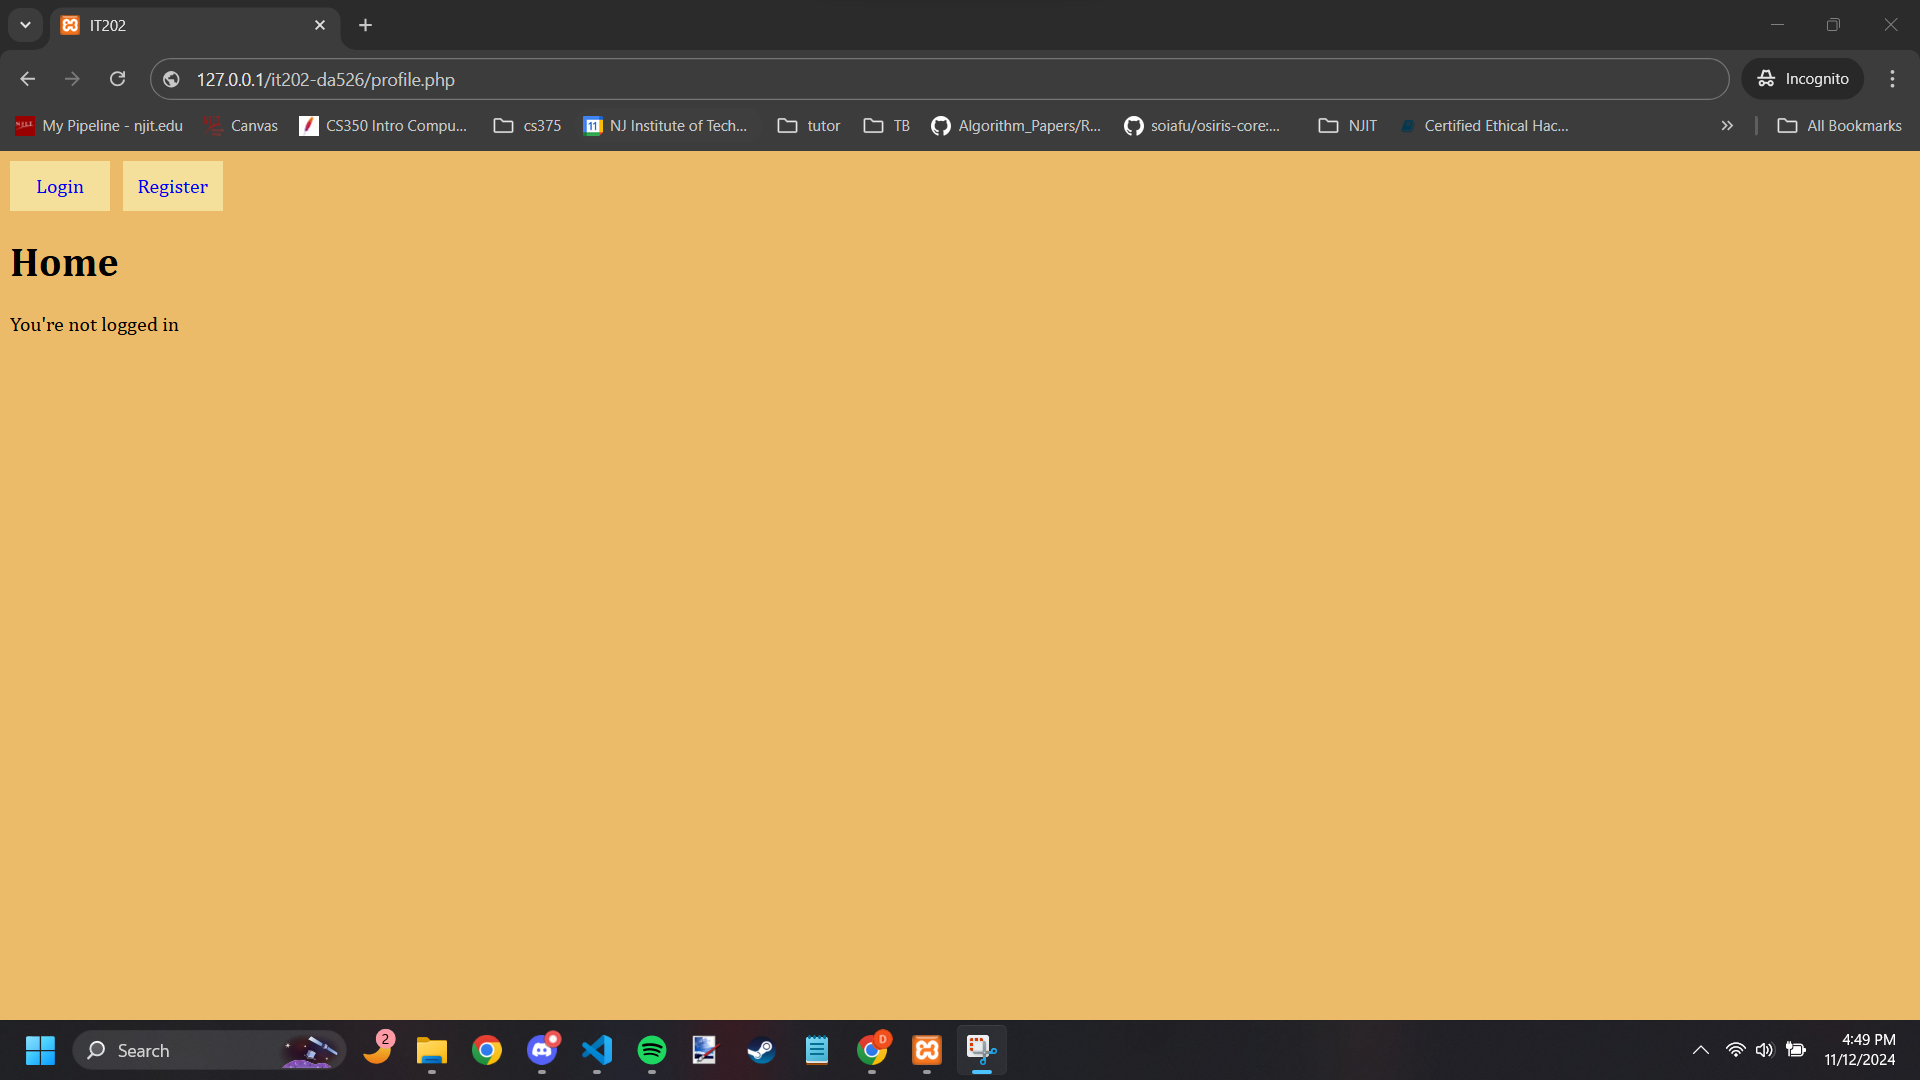 IT202
127.0.0.1/it202-da526/profile.php
Incognito
My Pipeline - njit.edu
Canvas
CS350 Intro Compu...
cs375
11
NJ Institute of Tech...
tutor
TB
Algorithm_Papers/R...
soiafu/osiris-core:...
NJIT
Certified Ethical Hac...
All Bookmarks
Login
Register
Home
You're not logged in
Search
2
D
4:49 PM
11/12/2024